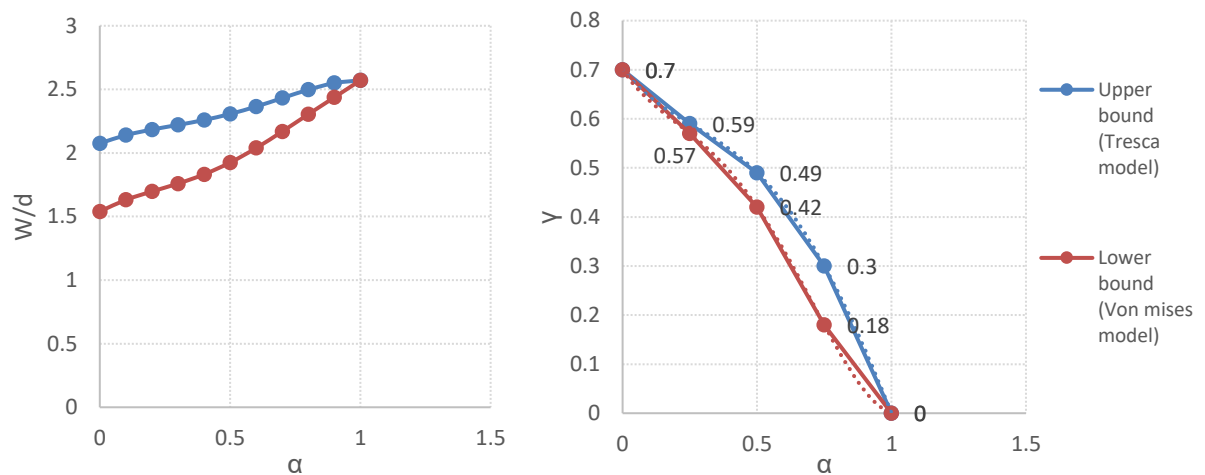 3
2.5
2
1.5
1
0.5
0
W/d
0
0.5
1
1.5
α
0.8
0.7
0.6
0.5
0.4
0.3
0.2
0.1
0
γ
0.7
0.59
0.57
0.49
0.42
0.3
0.18
0
0
0.5
1
1.5
α
Upper
bound
(Tresca
model)
Lower
bound
(Von mises
model)